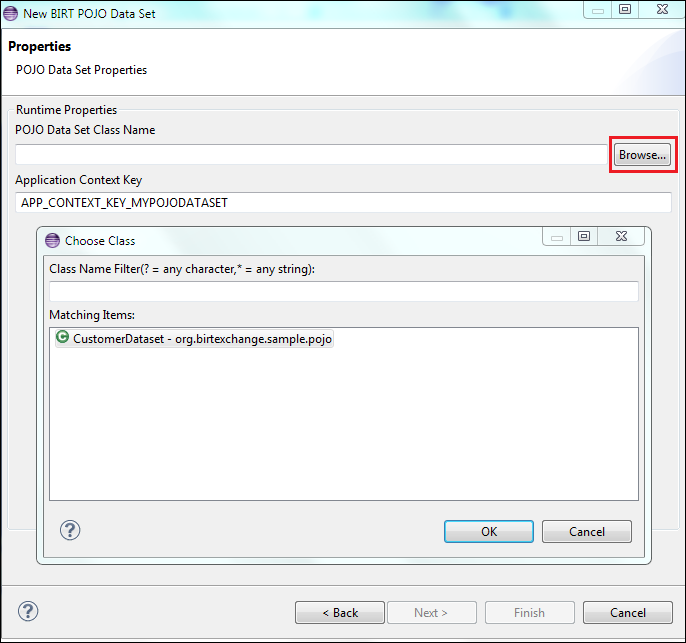 New BIRT POJO Data Set
Properties
POJO Data Set Properties
Runtime Properties
POJO Data Set Class Name
Browse...
Application Context Key
APP_CONTEXT_KEY_MYPOJODATASET
Choose Class
Class Name Filter(? = any character,* = any string):
Matching Items:
C CustomerDataset - org.birtexchange.sample.pojo
? OK Cancel
? < Back Next > Finish Cancel